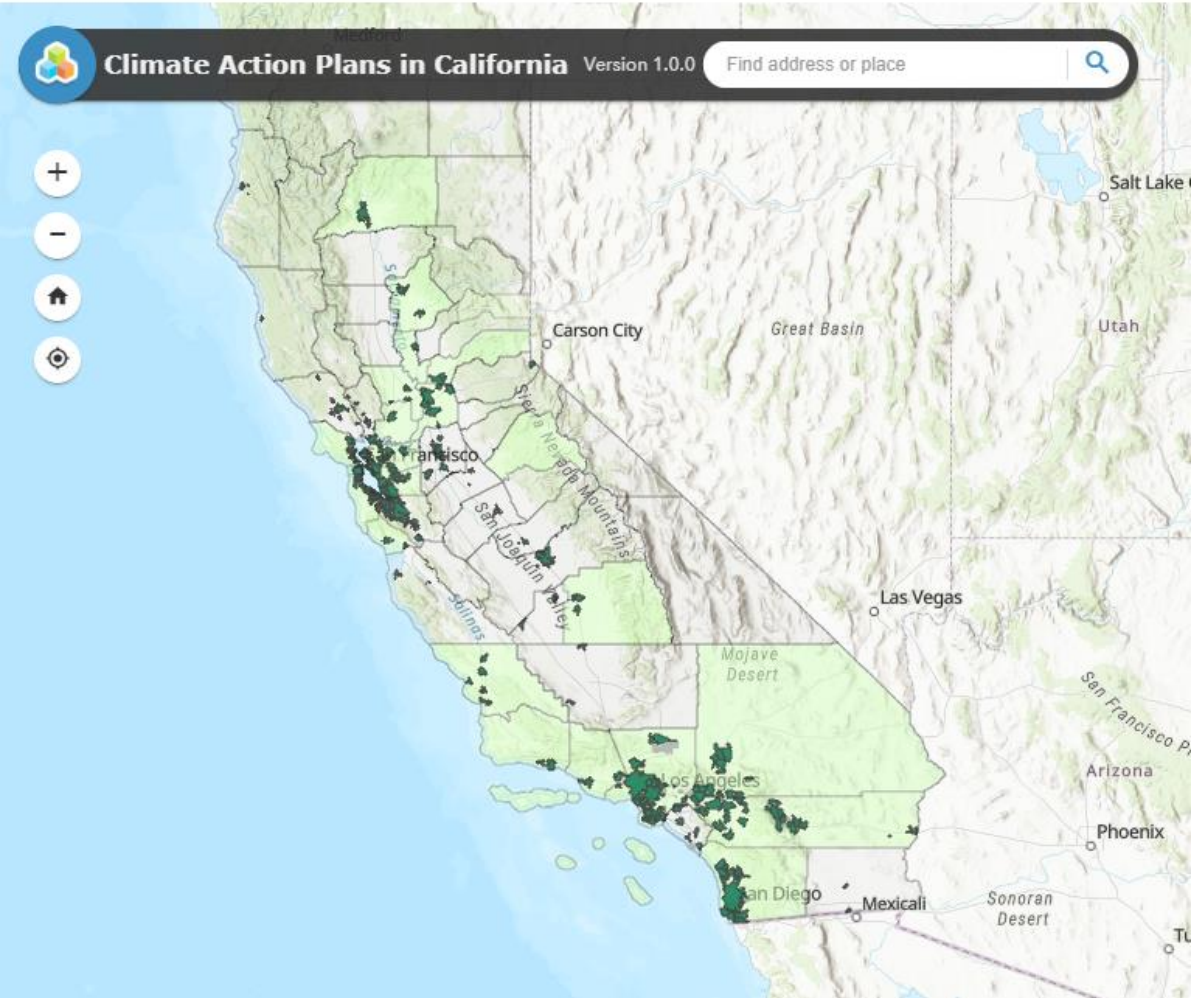 Medford
Climate Action Plans in California Version 1.0.0 Find address or place
+
−
Salt Lake
Carson City
Great Basin
Utah
Sierra Nevada Mountains
San Joaquin Valley
Salinas
Las Vegas
Mojave
Desert
San Francisco P
Los Angeles
Arizona
Phoenix
an Diego
Mexicali
Sonoran
Desert
Tu